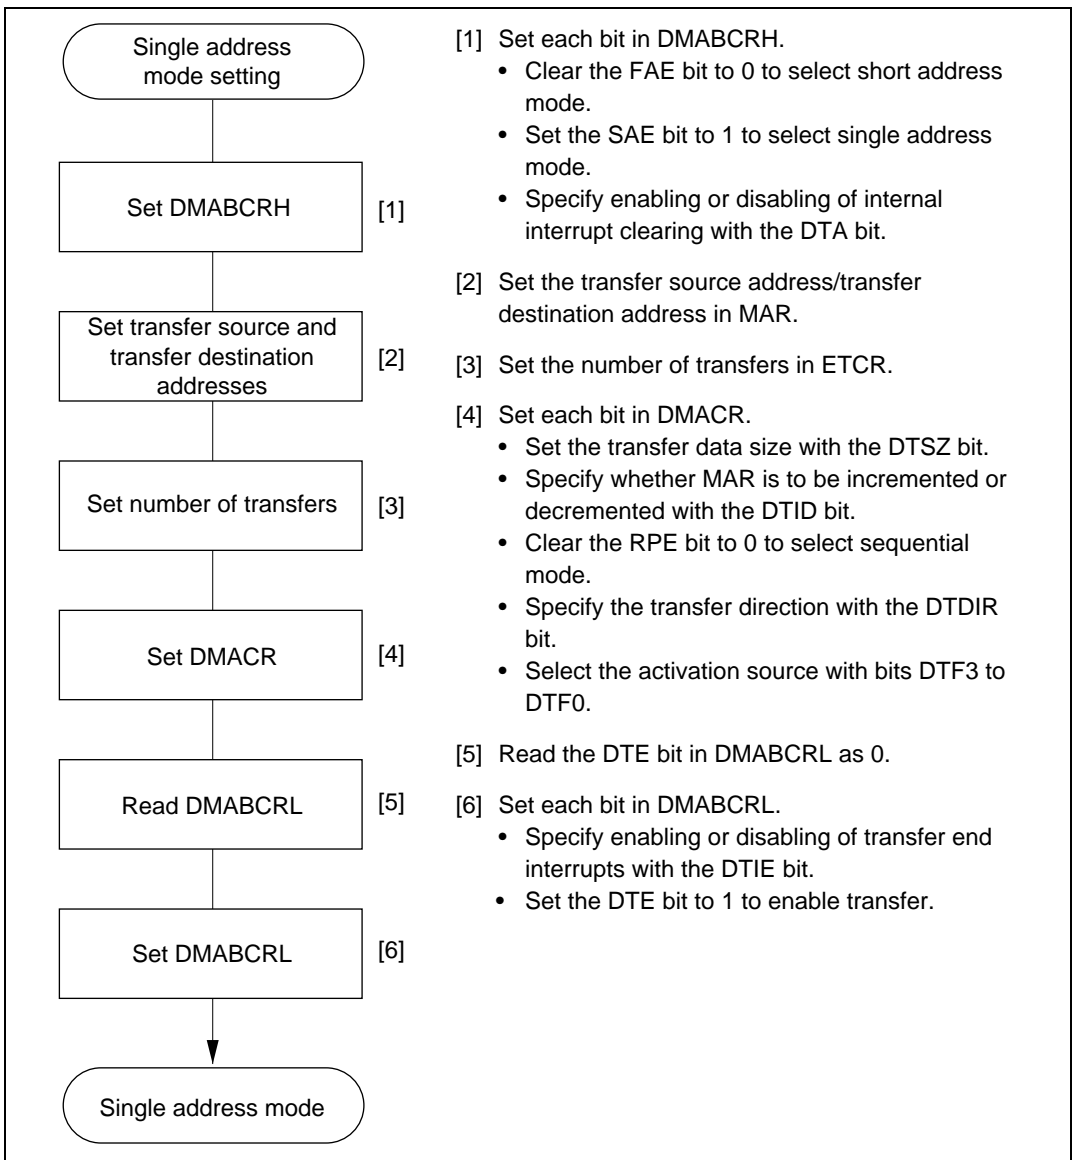 Single address
mode setting
Set DMABCRH
[1]
Set transfer source and
transfer destination
addresses
[2]
Set number of transfers
[3]
Set DMACR
[4]
Read DMABCRL
[5]
Set DMABCRL
[6]
Single address mode
[1] Set each bit in DMABCRH.
• Clear the FAE bit to 0 to select short address
mode.
• Set the SAE bit to 1 to select single address
mode.
• Specify enabling or disabling of internal
interrupt clearing with the DTA bit.
[2] Set the transfer source address/transfer
destination address in MAR.
[3] Set the number of transfers in ETCR.
[4] Set each bit in DMACR.
• Set the transfer data size with the DTSZ bit.
• Specify whether MAR is to be incremented or
decremented with the DTID bit.
• Clear the RPE bit to 0 to select sequential
mode.
• Specify the transfer direction with the DTDIR
bit.
• Select the activation source with bits DTF3 to
DTF0.
[5] Read the DTE bit in DMABCRL as 0.
[6] Set each bit in DMABCRL.
• Specify enabling or disabling of transfer end
interrupts with the DTIE bit.
• Set the DTE bit to 1 to enable transfer.